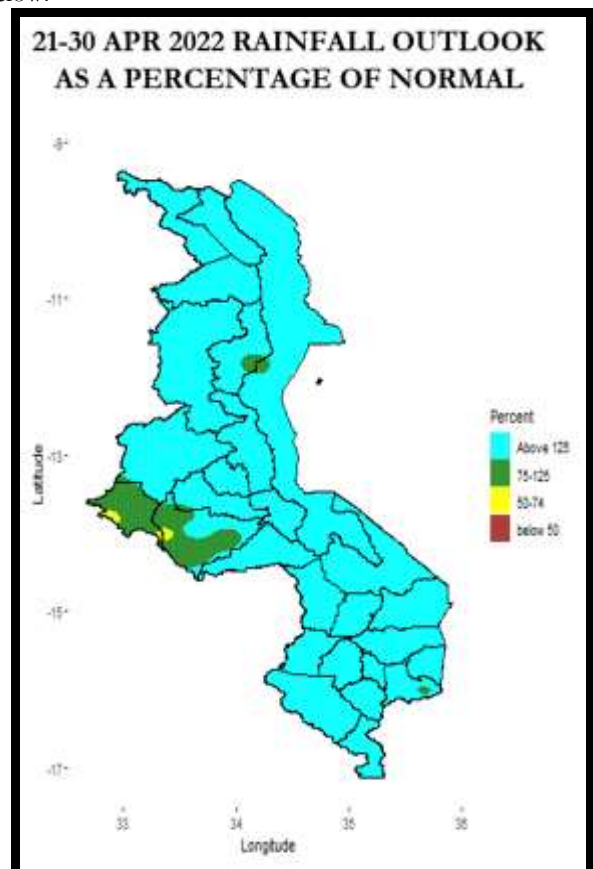 21-30 APR 2022 RAINFALL OUTLOOK
AS A PERCENTAGE OF NORMAL
-9
-11
-13
-15
-17
Latitude
33
34
35
36
Longitude
Percent
Above 125
75-125
50-74
below 50